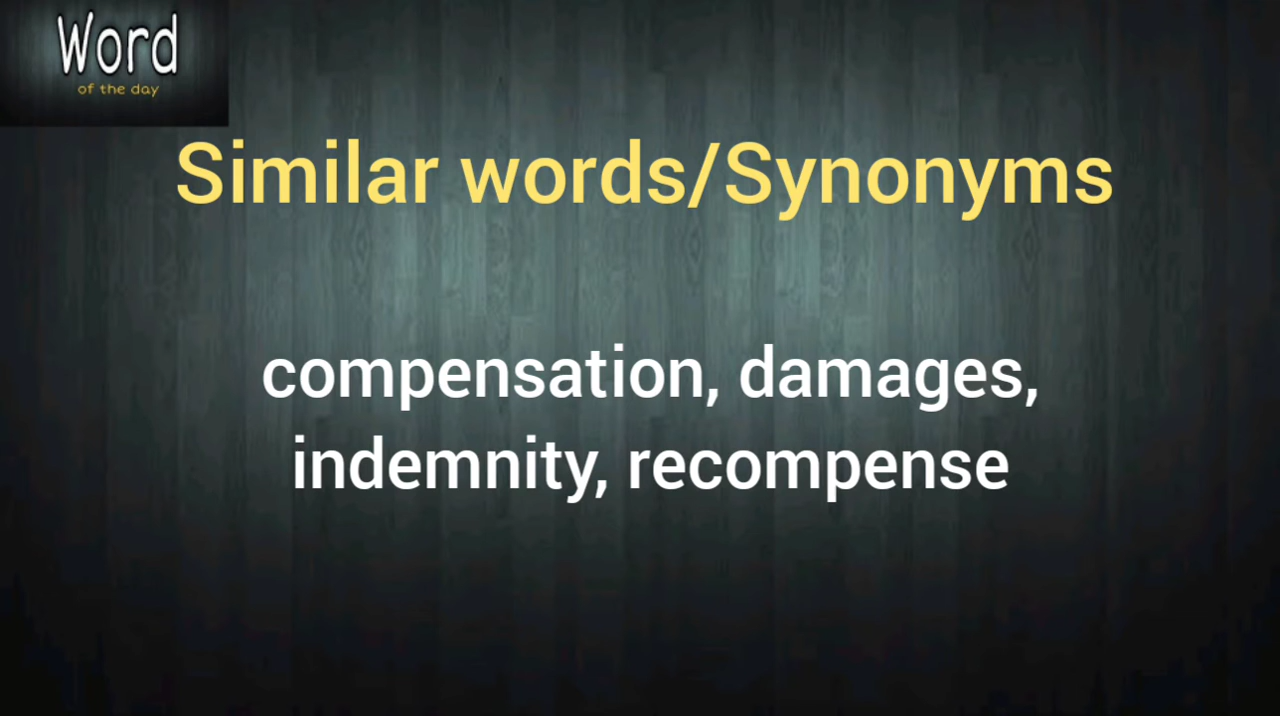 Word
of the day
Similar words/Synonyms
compensation, damages,
indemnity, recompense